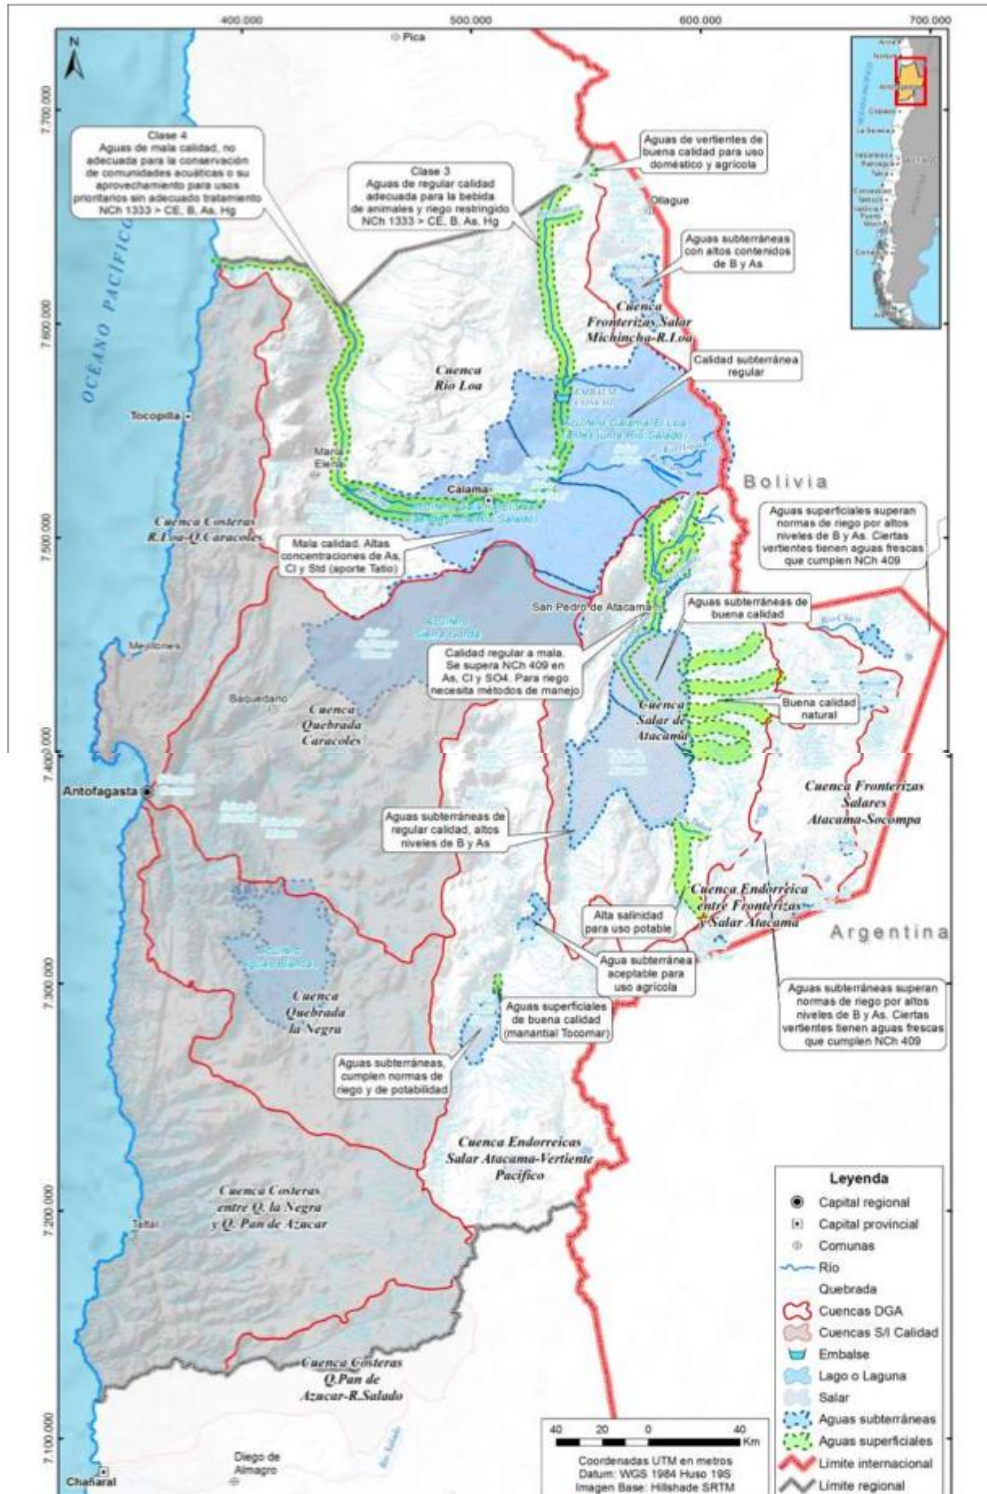 400.000
500.000
600.000
700.000
N
Pica
7.700.000
Clase 4
Aguas de mala calidad, no
adecuada para la conservación
de comunidades acuáticas o su
aprovechamiento para usos
prioritarios sin adecuado tratamiento
NCh 1333 > CE, B, As, Hg
Clase 3
Aguas de regular calidad
adecuada para la bebida
de animales y riego restringido
NCh 1333 > CE, B, As, Hg
Aguas de vertientes de
buena calidad para uso
doméstico y agrícola
Ollague
Aguas subterráneas
con altos contenidos
de B y As
OCÉANO PACÍFICO
7.600.000
Cuenca
Fronterizas Salar
Michincha-R.Loa
Cuenca
Río Loa
Calidad subterránea
regular
Tocopilla
EMBALSE
CONCHI
María
Elena
Calama
Bolivia
Cuenca Costeras
R.Loa-Q.Caracoles
7.500.000
Mala calidad. Altas
concentraciones de As,
Cl y Std (aporte Tatio)
Aguas superficiales superan
normas de riego por altos
niveles de B y As. Ciertas
vertientes tienen aguas frescas
que cumplen NCh 409
San Pedro de Atacama
Aguas subterráneas de
buena calidad
Acuífero
Sierra Gorda
Mejillones
Calidad regular a mala.
Se supera NCh 409 en
As, Cl y SO4. Para riego
necesita métodos de manejo
Baquedano
Cuenca
Quebrada
Caracoles
Cuenca
Salar de
Atacama
Buena calidad
natural
7.400.000
Antofagasta
Cuenca Fronterizas
Salares
Atacama-Socompa
Aguas subterráneas de
regular calidad, altos
niveles de B y As
Cuenca Endorreica
entre Fronterizas
y Salar Atacama
Alta salinidad
para uso potable
Argentina
Acuífero
Aguas Blancas
Agua subterránea
aceptable para
uso agrícola
7.300.000
Cuenca
Quebrada
la Negra
Aguas superficiales
de buena calidad
(manantial Tocomar)
Aguas subterráneas superan
normas de riego por altos
niveles de B y As. Ciertas
vertientes tienen aguas frescas
que cumplen NCh 409
Aguas subterráneas,
cumplen normas de
riego y de potabilidad
Cuenca Endorreicas
Salar Atacama-Vertiente
Pacífico
Cuenca Costeras
entre Q. la Negra
y Q. Pan de Azucar
7.200.000
Taltal
Cuenca Costeras
Q.Pan de
Azucar-R.Salado
7.100.000
Diego de
Almagro
Chañaral
Leyenda
Capital regional
Capital provincial
Comunas
Río
Quebrada
Cuencas DGA
Cuencas S/I Calidad
Embalse
Lago o Laguna
Salar
Aguas subterráneas
Aguas superficiales
Límite internacional
Límite regional
40 20 0 40
Km
Coordenadas UTM en metros
Datum: WGS 1984 Huso 19S
Imagen Base: Hillshade SRTM